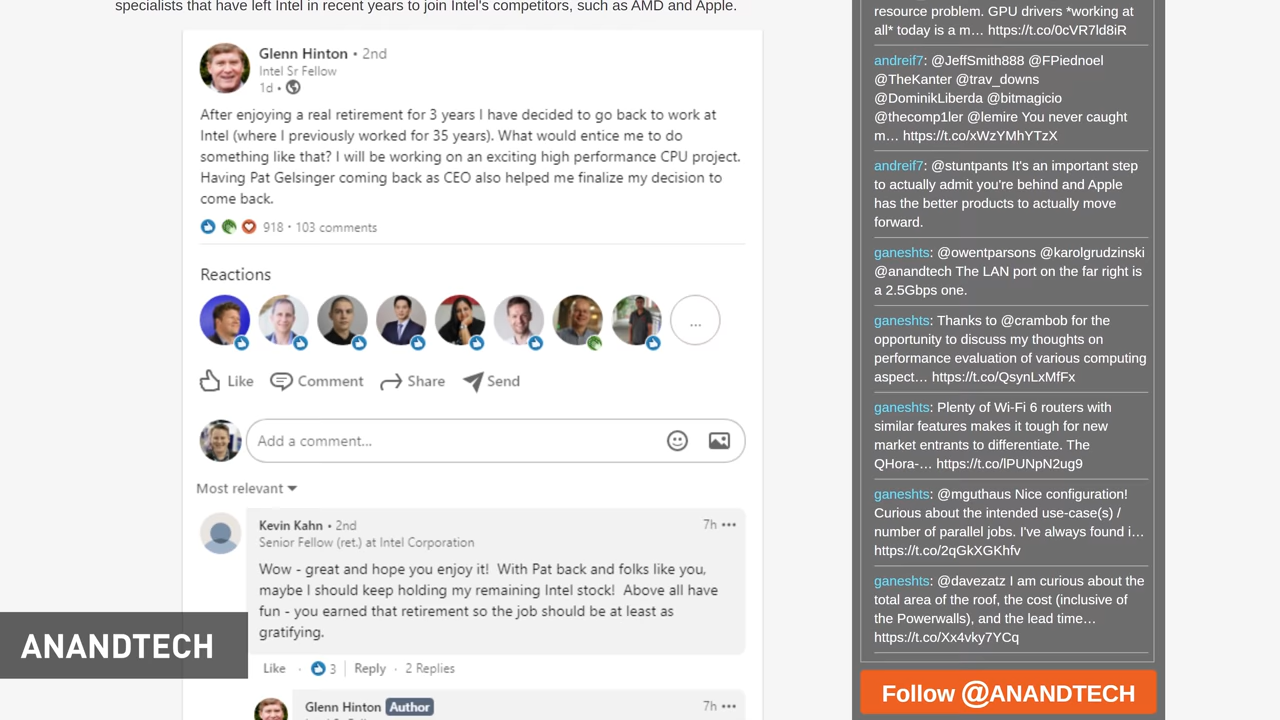 specialists that have left Intel in recent years to join Intel's competitors, such as AMD and Apple.
Glenn Hinton • 2nd
Intel Sr Fellow
1d •
After enjoying a real retirement for 3 years I have decided to go back to work at
Intel (where I previously worked for 35 years). What would entice me to do
something like that? I will be working on an exciting high performance CPU project.
Having Pat Gelsinger coming back as CEO also helped me finalize my decision to
come back.
918 · 103 comments
Reactions
...
Like Comment Share Send
Add a comment...
Most relevant
Kevin Kahn • 2nd
7h
Senior Fellow (ret.) at Intel Corporation
Wow - great and hope you enjoy it! With Pat back and folks like you,
maybe I should keep holding my remaining Intel stock! Above all have
fun - you earned that retirement so the job should be at least as
gratifying.
Like · 3 | Reply · 2 Replies
Glenn Hinton Author
7h
ANANDTECH
resource problem. GPU drivers *working at
all* today is a m… https://t.co/0cVR7ld8iR
andreif7: @JeffSmith888 @FPiednoel
@TheKanter @trav_downs
@DominikLiberda @bitmagicio
@thecomp1ler @lemire You never caught
m… https://t.co/xWzYMhYTzX
andreif7: @stuntpants It's an important step
to actually admit you're behind and Apple
has the better products to actually move
forward.
ganeshts: @owentparsons @karolgrudzinski
@anandtech The LAN port on the far right is
a 2.5Gbps one.
ganeshts: Thanks to @crambob for the
opportunity to discuss my thoughts on
performance evaluation of various computing
aspect… https://t.co/QsynLxMfFx
ganeshts: Plenty of Wi-Fi 6 routers with
similar features makes it tough for new
market entrants to differentiate. The
QHora-… https://t.co/lPUNpN2ug9
ganeshts: @mguthaus Nice configuration!
Curious about the intended use-case(s) /
number of parallel jobs. I've always found i…
https://t.co/2qGkXGKhfv
ganeshts: @davezatz I am curious about the
total area of the roof, the cost (inclusive of
the Powerwalls), and the lead time…
https://t.co/Xx4vky7YCq
Follow @ANANDTECH